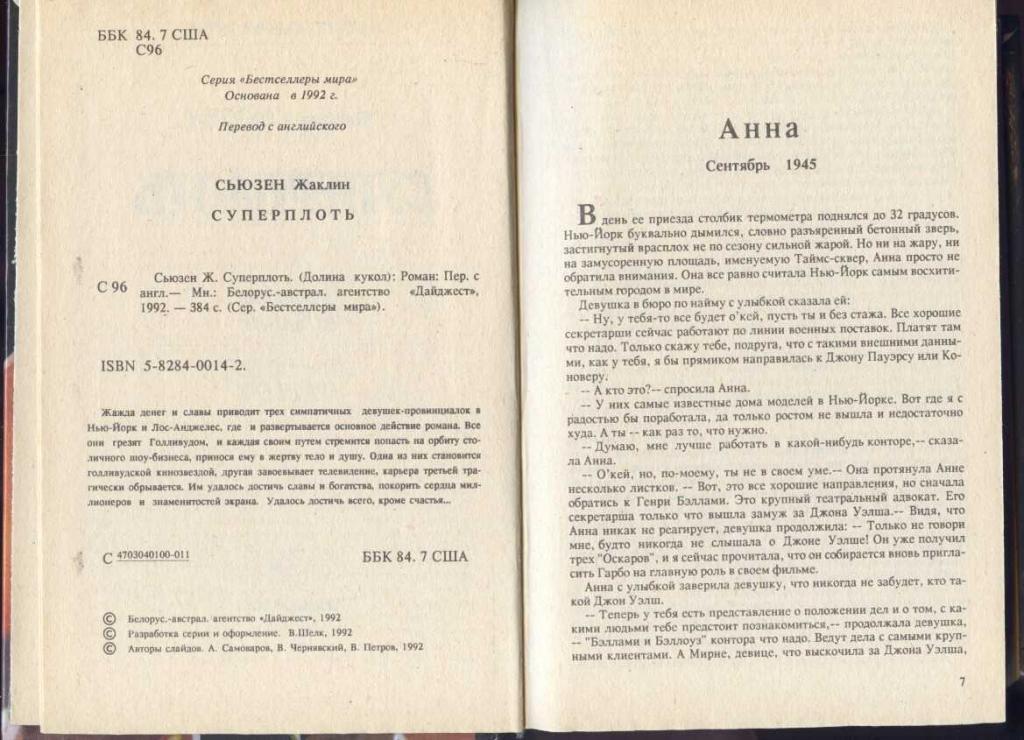 ББК 84. 7 США
С96
Серия «Бестселлеры мира»
Основана в 1992 г.
Перевод с английского
СЬЮЗЕН Жаклин
СУПЕРПЛОТЬ
Сьюзен Ж. Суперплоть. (Долина кукол): Роман: Пер. с
С 96 англ.— Мн.: Белорус.-австрал. агентство «Дайджест»,
1992. — 384 с. (Сер. «Бестселлеры мира»).
ISBN 5-8284-0014-2.
Жажда денег и славы приводит трех симпатичных девушек-провинциалок в
Нью-Йорк и Лос-Анджелес, где и развертывается основное действие романа. Все
они грезят Голливудом, и каждая своим путем стремится попасть на орбиту сто-
личного шоу-бизнеса, принося ему в жертву тело и душу. Одна из них становится
голливудской кинозвездой, другая завоевывает телевидение, карьера третьей тра-
гически обрывается. Им удалось достичь славы и богатства, покорить сердца мил-
лионеров и знаменитостей экрана. Удалось достичь всего, кроме счастья...
С 4703040100-011 ББК 84. 7 США
© Белорус.-австрал. агентство «Дайджест», 1992
© Разработка серии и оформление. В.Шелк, 1992
© Авторы слайдов. А. Самоваров, В. Чернявский, В. Петров, 1992
Анна
Сентябрь 1945
В день ее приезда столбик термометра поднялся до 32 градусов.
Нью-Йорк буквально дымился, словно разъяренный бетонный зверь,
застигнутый врасплох не по сезону сильной жарой. Но ни на жару, ни
на замусоренную площадь, именуемую Таймс-сквер, Анна просто не
обратила внимания. Она все равно считала Нью-Йорк самым восхити-
тельным городом в мире.
Девушка в бюро по найму с улыбкой сказала ей:
-- Ну, у тебя-то все будет о'кей, пусть ты и без стажа. Все хорошие
секретарши сейчас работают по линии военных поставок. Платят там
что надо. Только скажу тебе, подруга, что с такими внешними данны-
ми, как у тебя, я бы прямиком направилась к Джону Пауэрсу или Ко-
новеру.
-- А кто это?-- спросила Анна.
-- У них самые известные дома моделей в Нью-Йорке. Вот где я с
радостью бы поработала, да только ростом не вышла и недостаточно
худа. А ты -- как раз то, что нужно.
-- Думаю, мне лучше работать в какой-нибудь конторе,-- сказа-
ла Анна.
-- О'кей, но, по-моему, ты не в своем уме.-- Она протянула Анне
несколько листков. -- Вот, это все хорошие направления, но сначала
обратись к Генри Бэллами. Это крупный театральный адвокат. Его
секретарша только что вышла замуж за Джона Уэлша.-- Видя, что
Анна никак не реагирует, девушка продолжила: -- Только не говори
мне, будто никогда не слышала о Джоне Уэлше! Он уже получил
трех "Оскаров", и я сейчас прочитала, что он собирается вновь пригла-
сить Гарбо на главную роль в своем фильме.
Анна с улыбкой заверила девушку, что никогда не забудет, кто та-
кой Джон Уэлш.
-- Теперь у тебя есть представление о положении дел и о том, с ка-
кими людьми тебе предстоит познакомиться,-- продолжала девушка,
-- "Бэллами и Бэллоуз" контора что надо. Ведут дела с самыми круп-
ными клиентами. А Мирне, девице, что выскочила за Джона Уэлша,
7